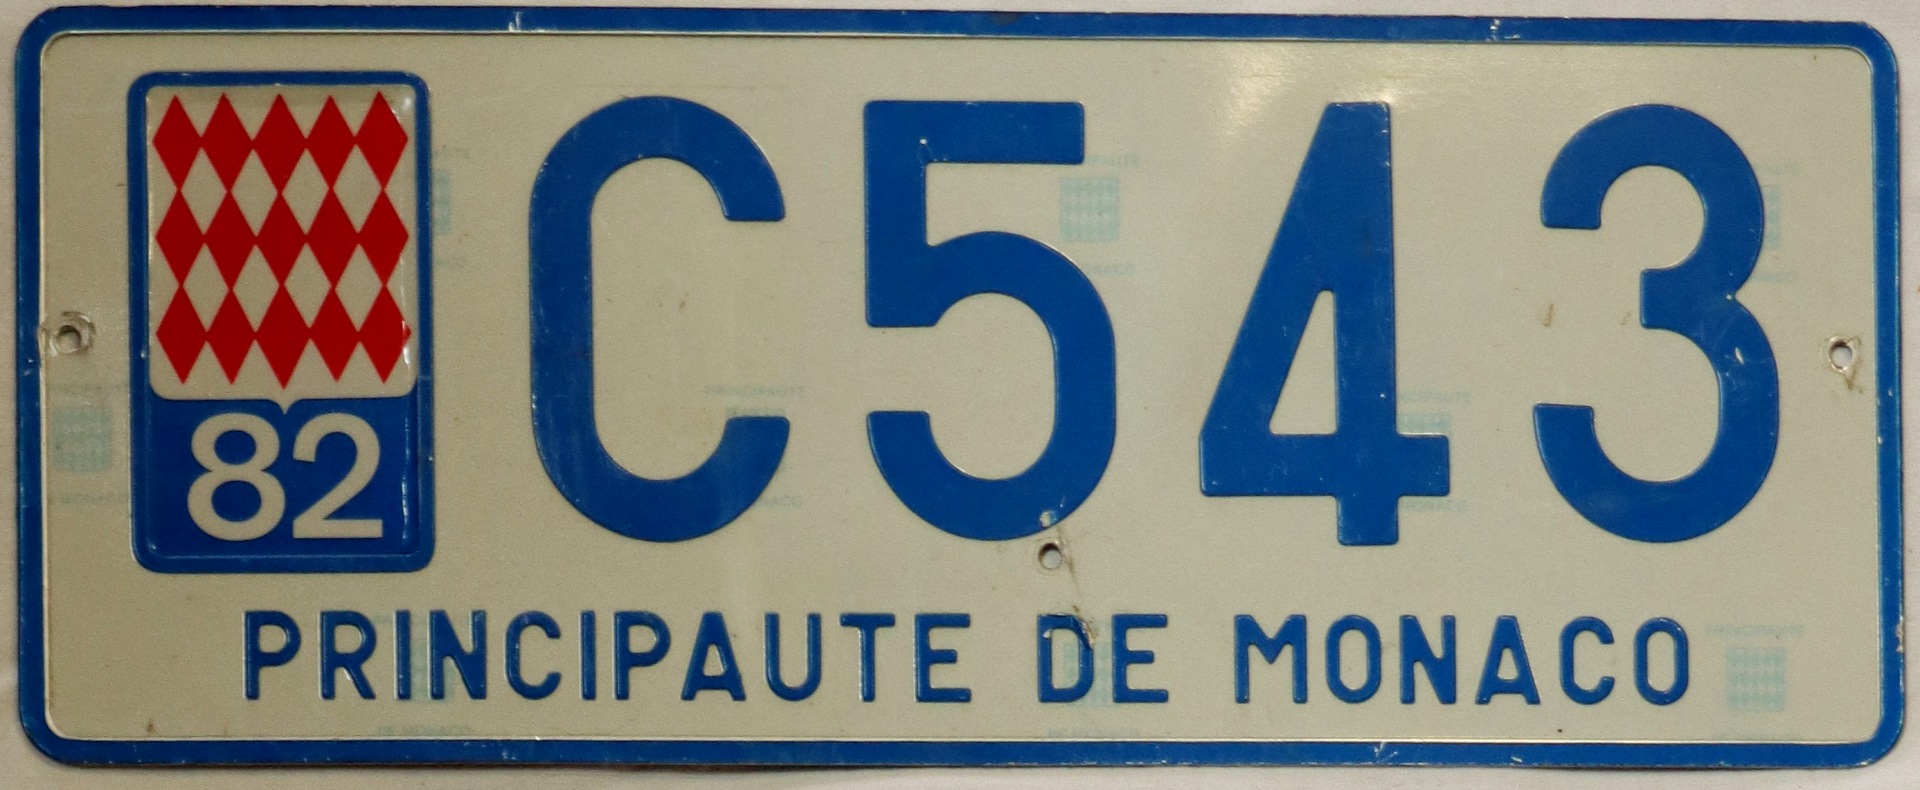 C543
82
PRINCIPAUTE DE MONACO